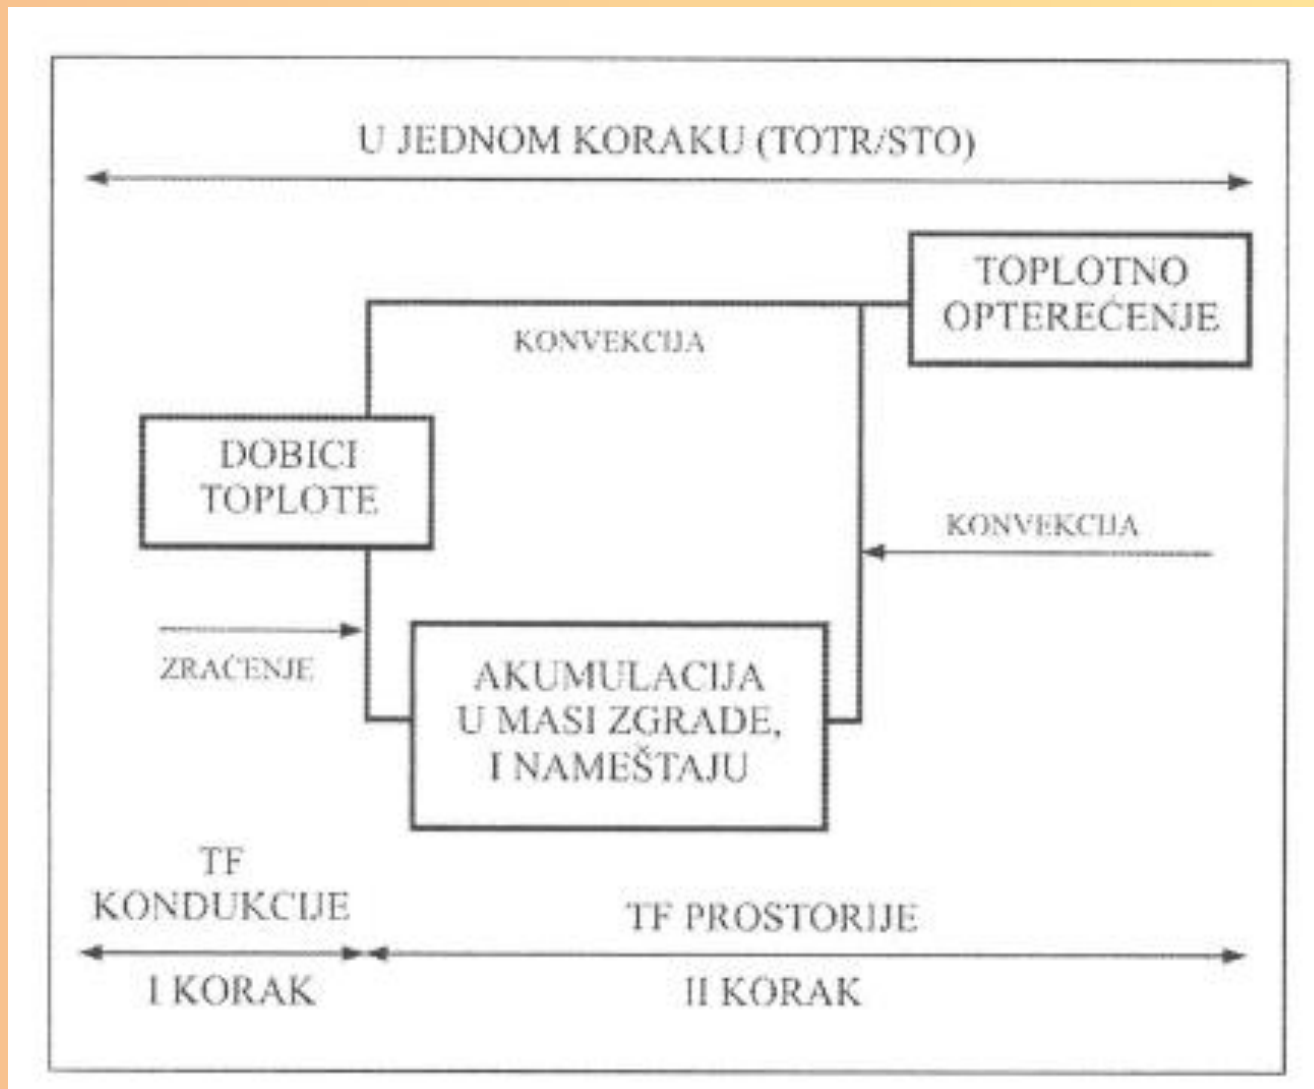 U JEDNOM KORAKU (TOTR/STO)
TOPLOTNO
OPTEREĆENJE
KONVEKCIJA
DOBICI
TOPLOTE
KONVEKCIJA
ZRAČENJE
AKUMULACIJA
U MASI ZGRADE,
I NAMEŠTAJU
TF
KONDUKCIJE
TF PROSTORIJE
I KORAK
II KORAK